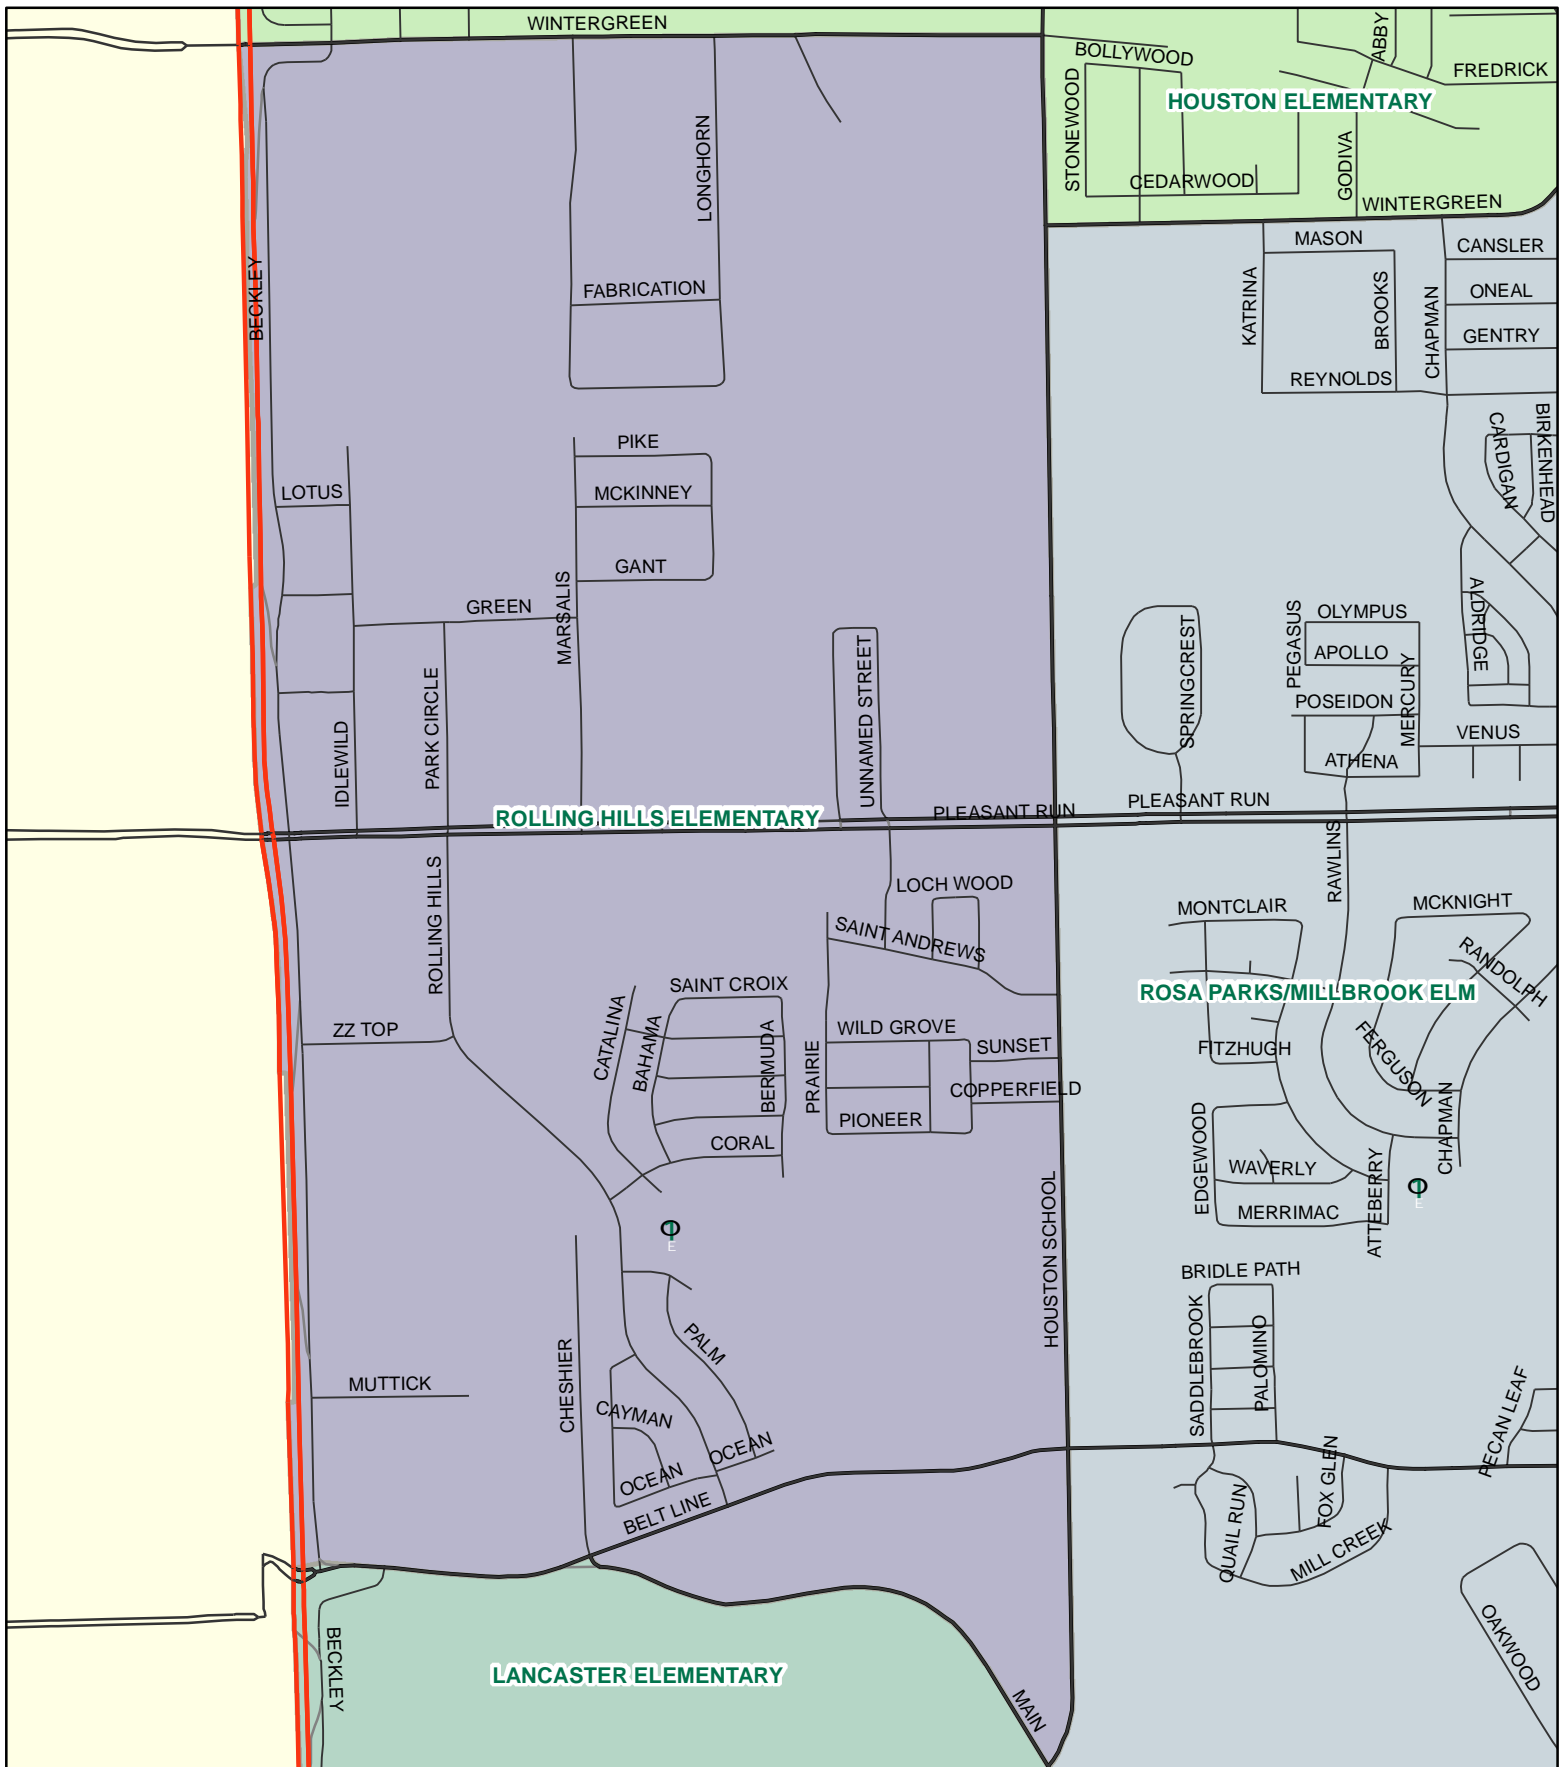 WINTERGREEN
ABBY
BOLLYWOOD
FREDRICK
HOUSTON ELEMENTARY
STONEWOOD
LONGHORN
GODIVA
CEDARWOOD
WINTERGREEN
MASON
CANSLER
BECKLEY
FABRICATION
KATRINA
BROOKS
CHAPMAN
ONEAL
GENTRY
REYNOLDS
PIKE
CARDIGAN
BIRKENHEAD
LOTUS
MCKINNEY
GANT
MARSALIS
GREEN
PEGASUS
OLYMPUS
ALDRIDGE
SPRINGCREST
APOLLO
UNNAMED STREET
MERCURY
PARK CIRCLE
POSEIDON
IDLEWILD
VENUS
ATHENA
PLEASANT RUN
PLEASANT RUN
ROLLING HILLS ELEMENTARY
RAWLINS
ROLLING HILLS
LOCH WOOD
MONTCLAIR
MCKNIGHT
SAINT ANDREWS
RANDOLPH
SAINT CROIX
ROSA PARKS/MILLBROOK ELM
CATALINA
BAHAMA
BERMUDA
ZZ TOP
WILD GROVE
SUNSET
FITZHUGH
FERGUSON
PRAIRIE
COPPERFIELD
PIONEER
EDGEWOOD
CHAPMAN
CORAL
WAVERLY
ATTEBERRY
MERRIMAC
E
E
HOUSTON SCHOOL
BRIDLE PATH
PALM
SADDLEBROOK
PALOMINO
CHESHIER
MUTTICK
PECAN LEAF
CAYMAN
OCEAN
OCEAN
FOX GLEN
BELT LINE
QUAIL RUN
MILL CREEK
BECKLEY
OAKWOOD
LANCASTER ELEMENTARY
MAIN